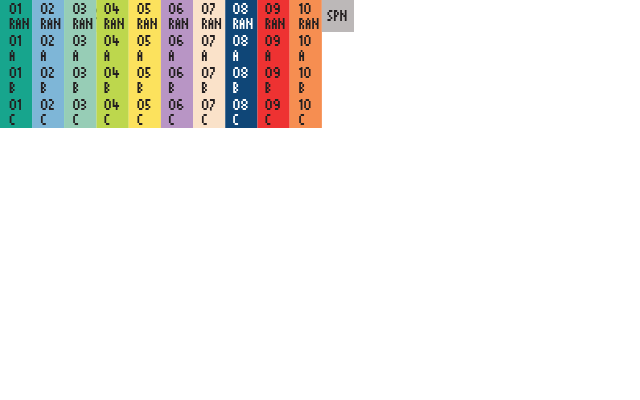 01 02 03 04 05 06 07 08 09 10 SPN
RAN RAN RAN RAN RAN RAN RAN RAN RAN RAN
01 02 03 04 05 06 07 08 09 10
A A A A A A A A A A
01 02 03 04 05 06 07 08 09 10
B B B B B B B B B B
01 02 03 04 05 06 07 08 09 10
C C C C C C C C C C